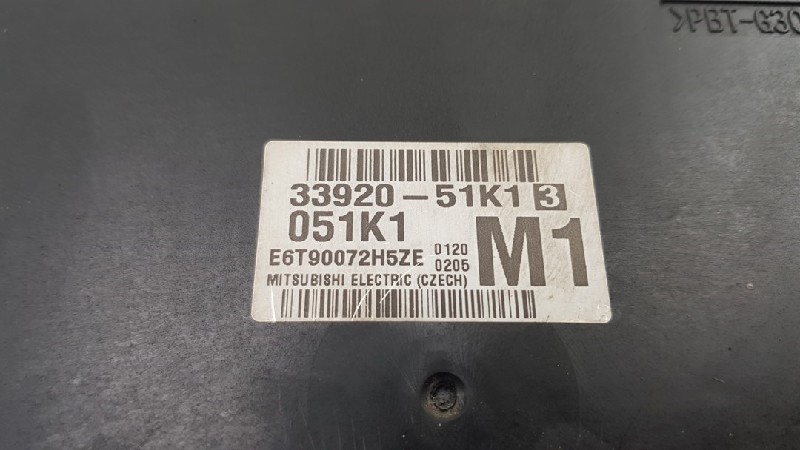 >PBT-G30
33920-51K1 3
051K1
E6T90072H5ZE 0120
0205
M1
MITSUBISHI ELECTRIC (CZECH)